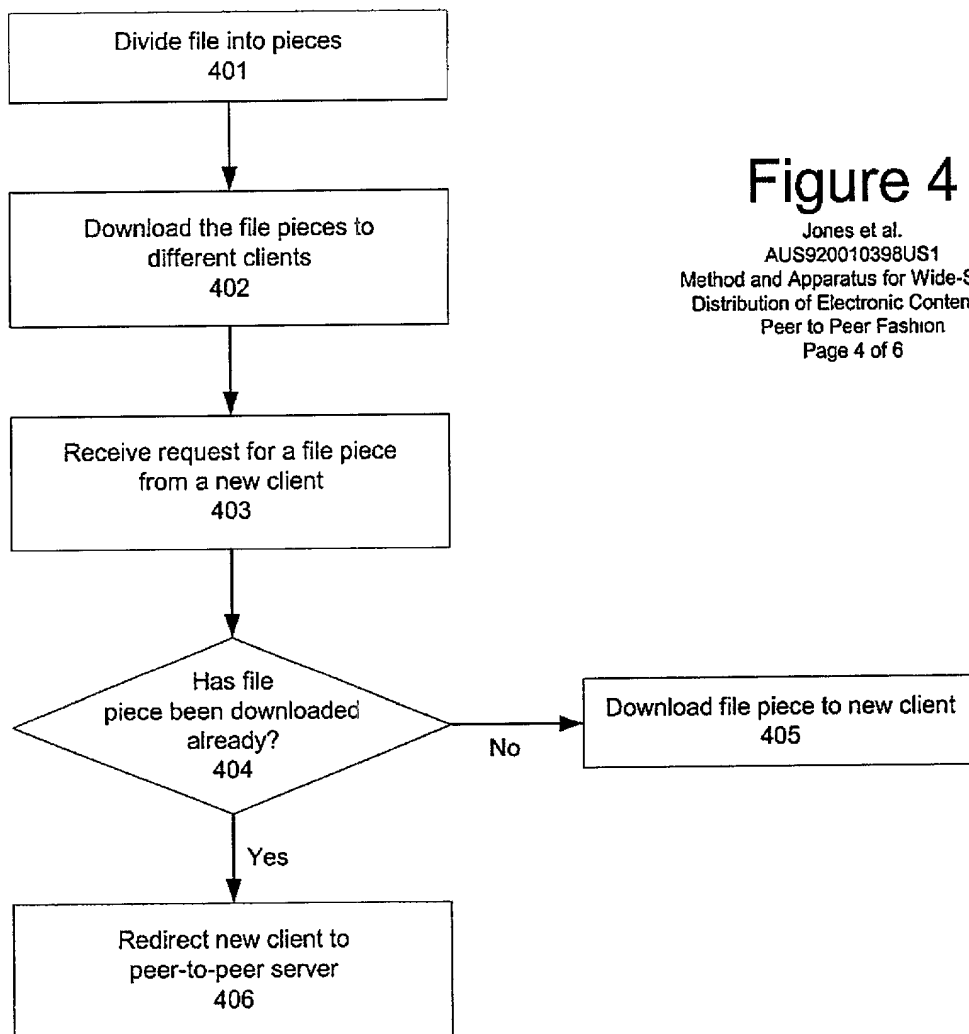 Divide file into pieces
401
Download the file pieces to
different clients
402
Receive request for a file piece
from a new client
403
Has file
piece been downloaded
already?
404
No
Download file piece to new client
405
Yes
Redirect new client to
peer-to-peer server
406
Figure 4
Jones et al.
AUS920010398US1
Method and Apparatus for Wide-S
Distribution of Electronic Conten
Peer to Peer Fashion
Page 4 of 6